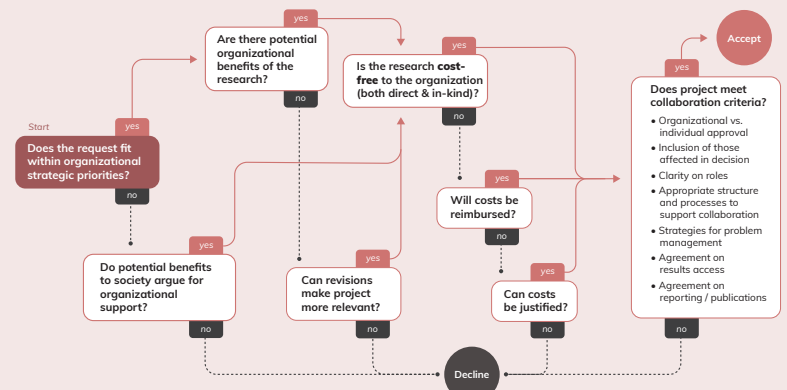 Start
Does the request fit
within organizational
strategic priorities?
yes
no
Are there potential
organizational
benefits of the
research?
yes
no
Do potential benefits
to society argue for
organizational
support?
yes
no
Can revisions
make project
more relevant?
yes
no
Is the research cost-
free to the organization
(both direct & in-kind)?
yes
no
Will costs be
reimbursed?
yes
no
Can costs
be justified?
yes
no
Does project meet
collaboration criteria?
• Organizational vs.
individual approval
• Inclusion of those
affected in decision
• Clarity on roles
• Appropriate structure
and processes to
support collaboration
• Strategies for problem
management
• Agreement on
results access
• Agreement on
reporting / publications
yes
no
Accept
Decline